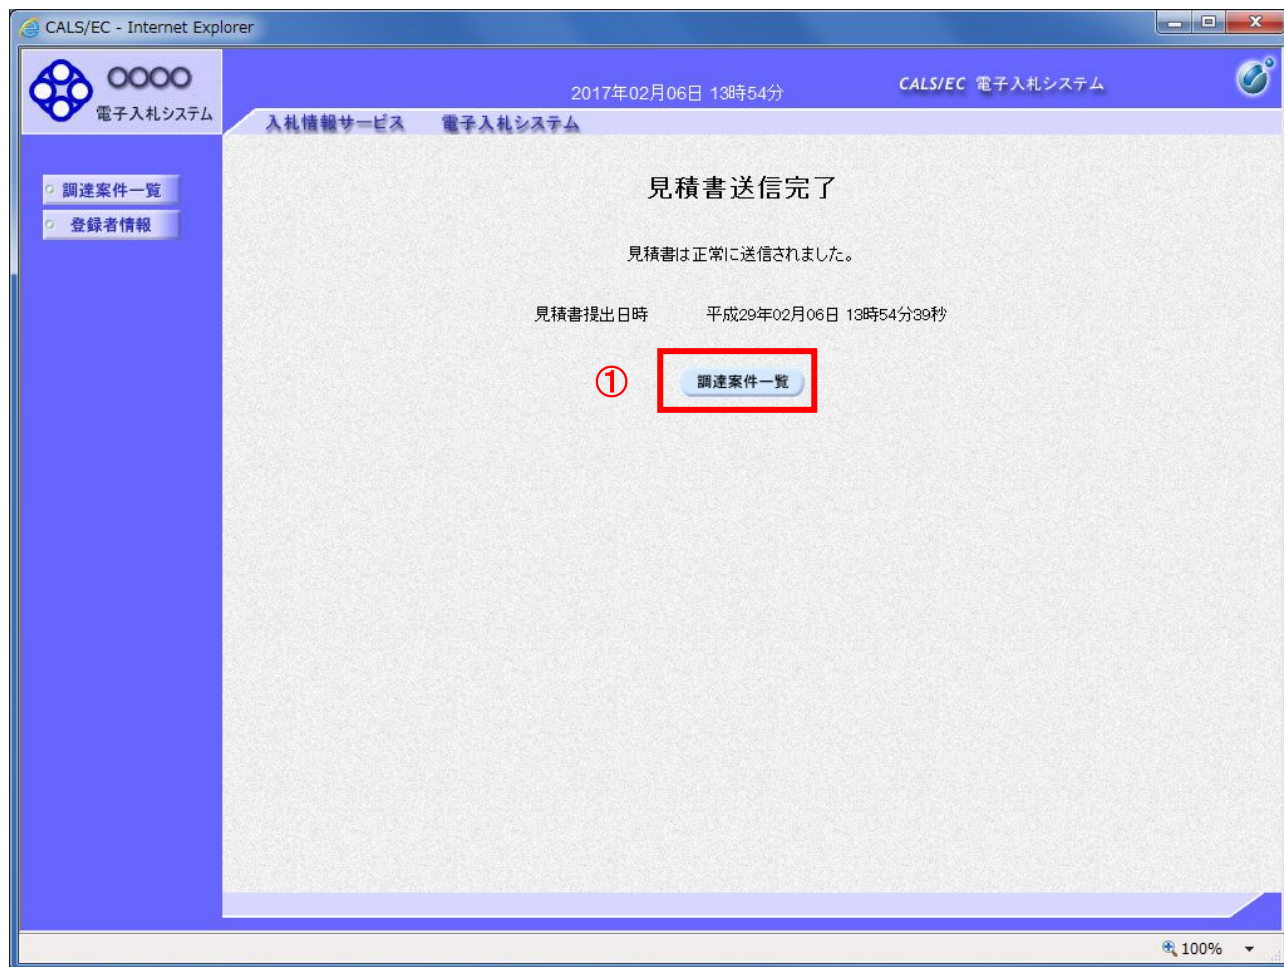 CALS/EC - Internet Explorer
○○○○
電子入札システム
2017年02月06日 13時54分
CALS/EC 電子入札システム
入札情報サービス 電子入札システム
調達案件一覧
登録者情報
見積書送信完了
見積書は正常に送信されました。
見積書提出日時 平成29年02月06日 13時54分39秒
① 調達案件一覧
100%